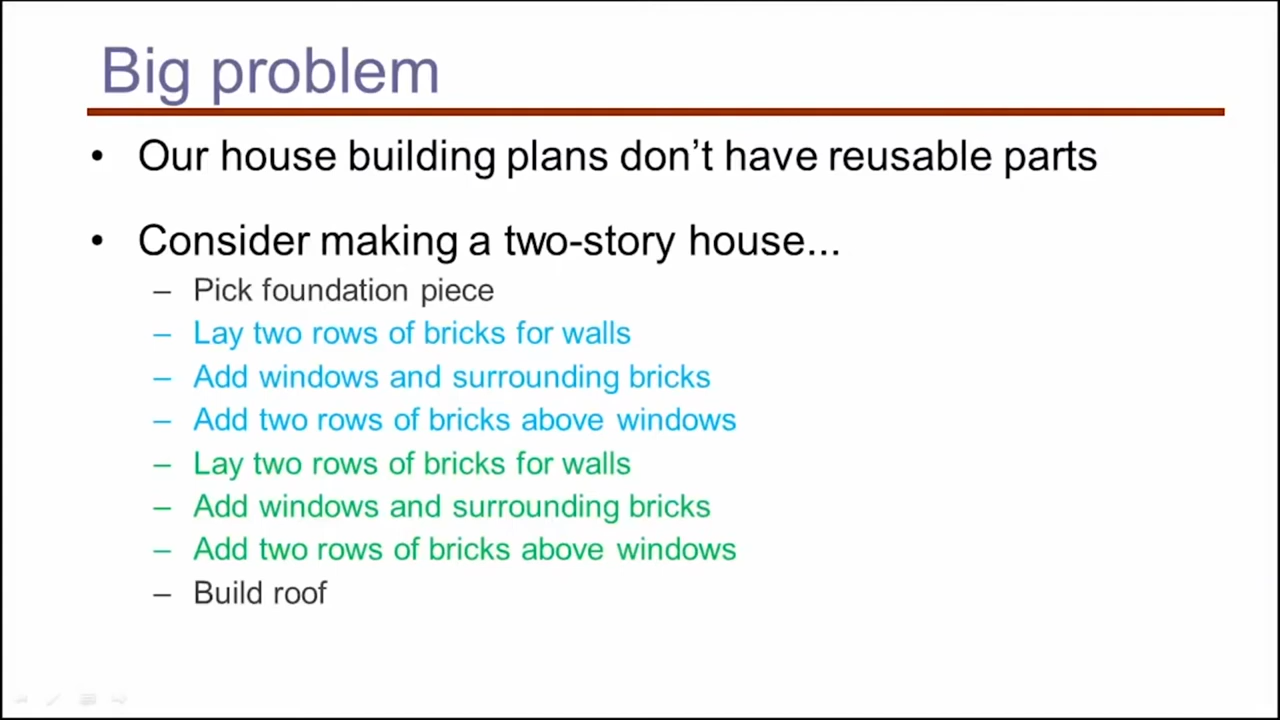 Big problem
• Our house building plans don’t have reusable parts
• Consider making a two-story house...
– Pick foundation piece
– Lay two rows of bricks for walls
– Add windows and surrounding bricks
– Add two rows of bricks above windows
– Lay two rows of bricks for walls
– Add windows and surrounding bricks
– Add two rows of bricks above windows
– Build roof